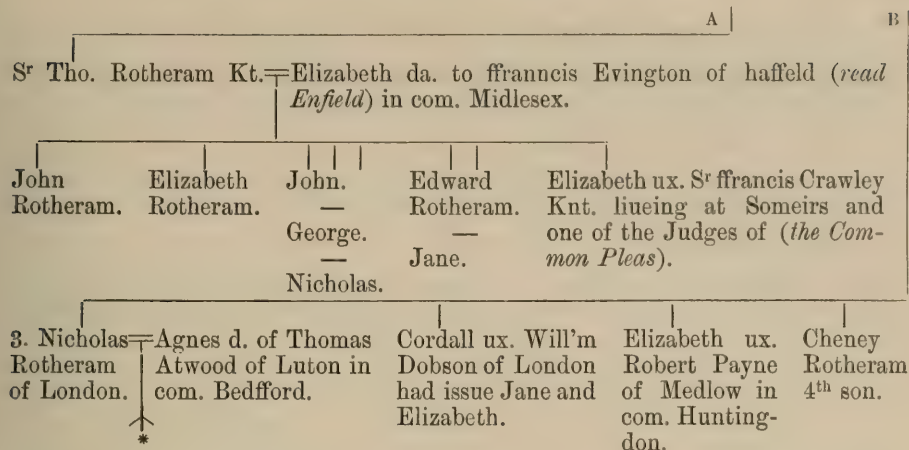 A B
Sr Tho. Rotheram Kt.=Elizabeth da. to ffranncis Evington of haffeld (read
Enfield) in com. Midlesex.
John
Rotheram.
Elizabeth
Rotheram.
John.
—
George.
—
Nicholas.
Edward
Rotheram.
—
Jane.
Elizabeth ux. Sr ffrancis Crawley
Knt. liueing at Someirs and
one of the Judges of (the Com-
mon Pleas).
3. Nicholas=Agnes d. of Thomas
Rotheram
of London.
Atwood of Luton in
com. Bedfford.
Cordall ux. Will'm
Dobson of London
had issue Jane and
Elizabeth.
Elizabeth ux.
Robert Payne
of Medlow in
com. Hunting-
don.
Cheney
Rotheram
4th son.
*